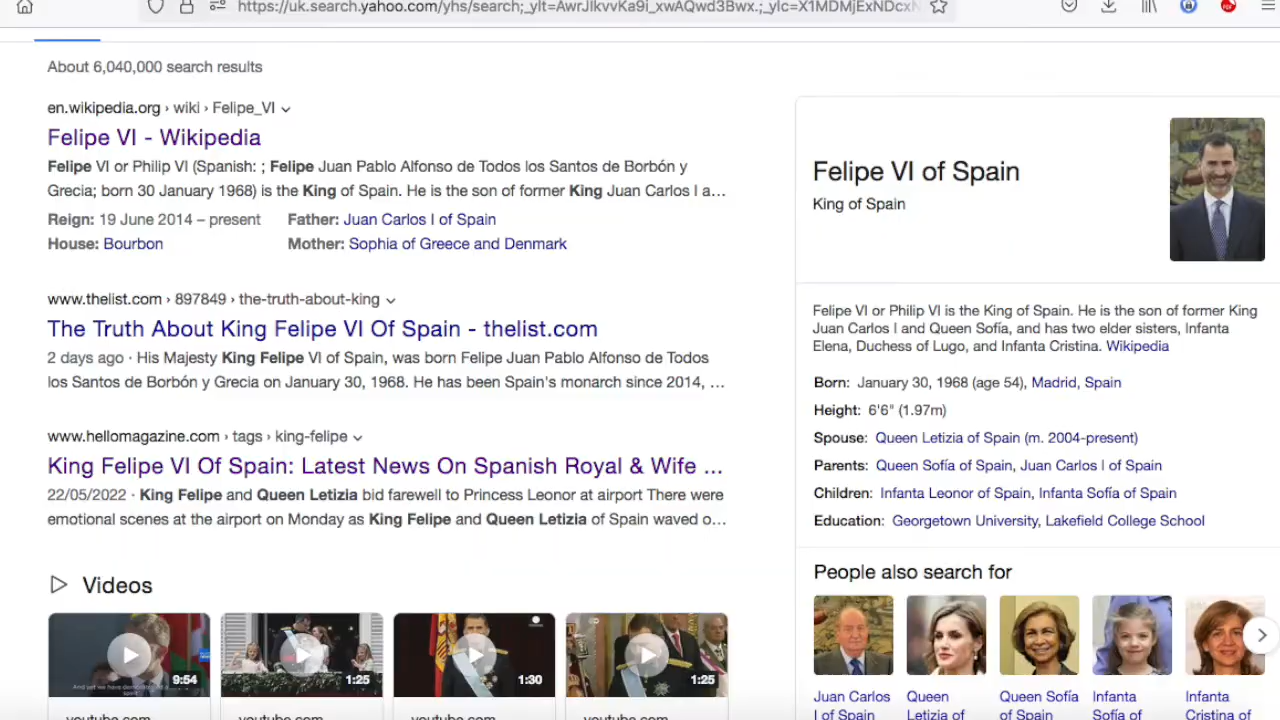 https://uk.search.yahoo.com/yhs/search;_ylt=AwrJIkvvKa9i_xwAQwd3Bwx.;_ylc=X1MDMjExNDcxN
About 6,040,000 search results
en.wikipedia.org › wiki › Felipe_VI
Felipe VI - Wikipedia
Felipe VI or Philip VI (Spanish: ; Felipe Juan Pablo Alfonso de Todos los Santos de Borbón y
Grecia; born 30 January 1968) is the King of Spain. He is the son of former King Juan Carlos I a…
Reign: 19 June 2014 – present
Father: Juan Carlos I of Spain
House: Bourbon
Mother: Sophia of Greece and Denmark
www.thelist.com › 897849 › the-truth-about-king
The Truth About King Felipe VI Of Spain - thelist.com
2 days ago · His Majesty King Felipe VI of Spain, was born Felipe Juan Pablo Alfonso de Todos
los Santos de Borbón y Grecia on January 30, 1968. He has been Spain's monarch since 2014, …
www.hellomagazine.com › tags › king-felipe
King Felipe VI Of Spain: Latest News On Spanish Royal & Wife ...
22/05/2022 · King Felipe and Queen Letizia bid farewell to Princess Leonor at airport There were
emotional scenes at the airport on Monday as King Felipe and Queen Letizia of Spain waved o…
Videos
9:54
1:25
1:30
1:25
youtube.com
youtube.com
youtube.com
youtube.com
Felipe VI of Spain
King of Spain
Felipe VI or Philip VI is the King of Spain. He is the son of former King
Juan Carlos I and Queen Sofía, and has two elder sisters, Infanta
Elena, Duchess of Lugo, and Infanta Cristina. Wikipedia
Born: January 30, 1968 (age 54), Madrid, Spain
Height: 6'6" (1.97m)
Spouse: Queen Letizia of Spain (m. 2004-present)
Parents: Queen Sofía of Spain, Juan Carlos I of Spain
Children: Infanta Leonor of Spain, Infanta Sofía of Spain
Education: Georgetown University, Lakefield College School
People also search for
Juan Carlos
I of Spain
Queen
Letizia of
Queen Sofía
of Spain
Infanta
Sofía of
Infanta
Cristina of